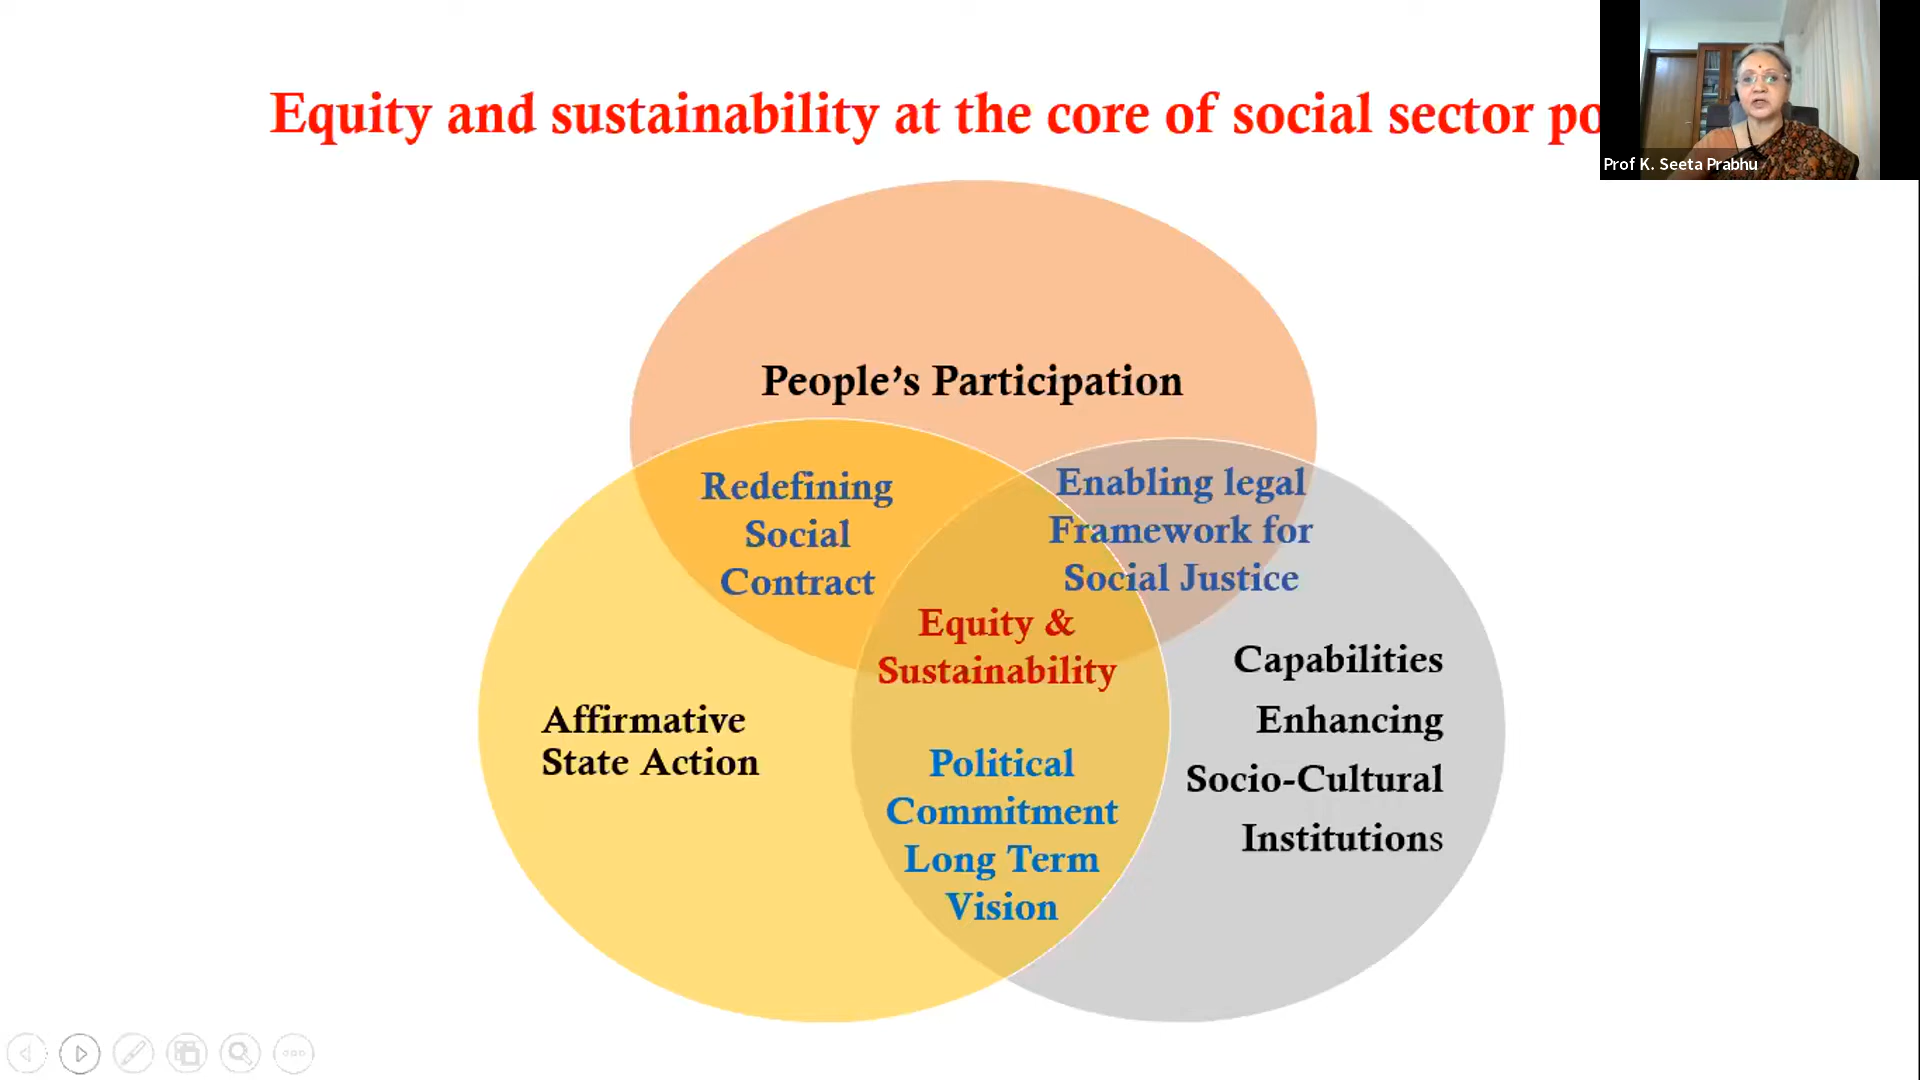 Equity and sustainability at the core of social sector po
Prof K. Seeta Prabhu
People’s Participation
Redefining
Social
Contract
Enabling legal
Framework for
Social Justice
Equity &
Sustainability
Affirmative
State Action
Capabilities
Enhancing
Socio-Cultural
Institutions
Political
Commitment
Long Term
Vision